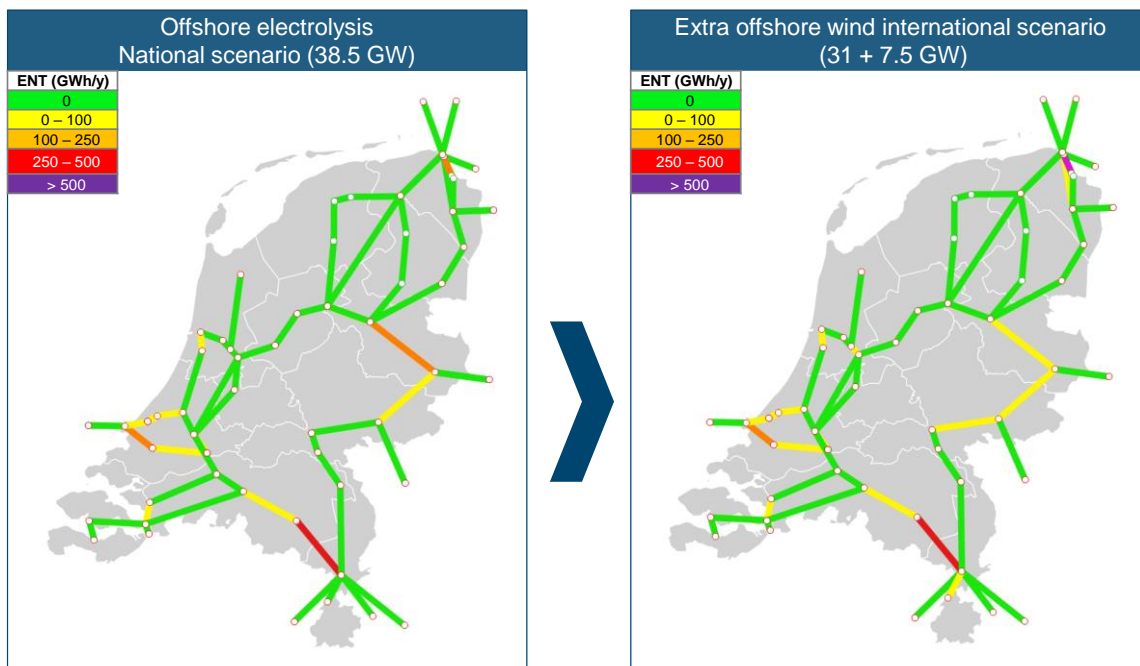 Offshore electrolysis
National scenario (38.5 GW)
ENT (GWh/y)
0
0 – 100
100 – 250
250 – 500
> 500
Extra offshore wind international scenario
(31 + 7.5 GW)
ENT (GWh/y)
0
0 – 100
100 – 250
250 – 500
> 500